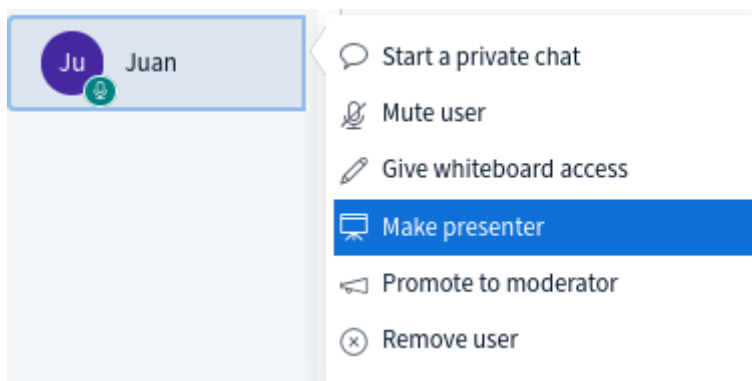 Ju
Juan
Start a private chat
Mute user
Give whiteboard access
Make presenter
Promote to moderator
Remove user